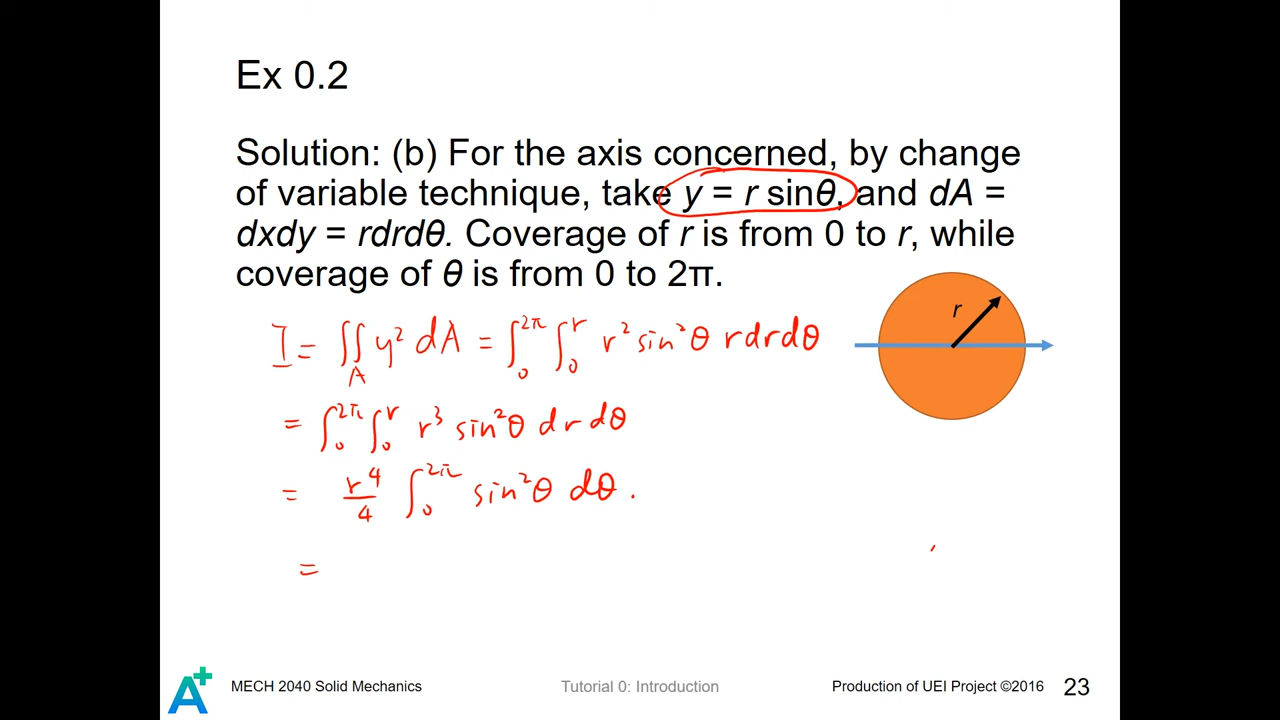 Ex 0.2
Solution: (b) For the axis concerned, by change
of variable technique, take y = r sinθ, and dA =
dxdy = rdrdθ. Coverage of r is from 0 to r, while
coverage of θ is from 0 to 2π.
r
I = ∬_A y² dA = ∫₀^2π ∫₀^r r² sin²θ rdrdθ
= ∫₀^2π ∫₀^r r³ sin²θ dr dθ
= r⁴/4 ∫₀^2π sin²θ dθ.
=
A+
MECH 2040 Solid Mechanics
Tutorial 0: Introduction
Production of UEI Project ©2016
23